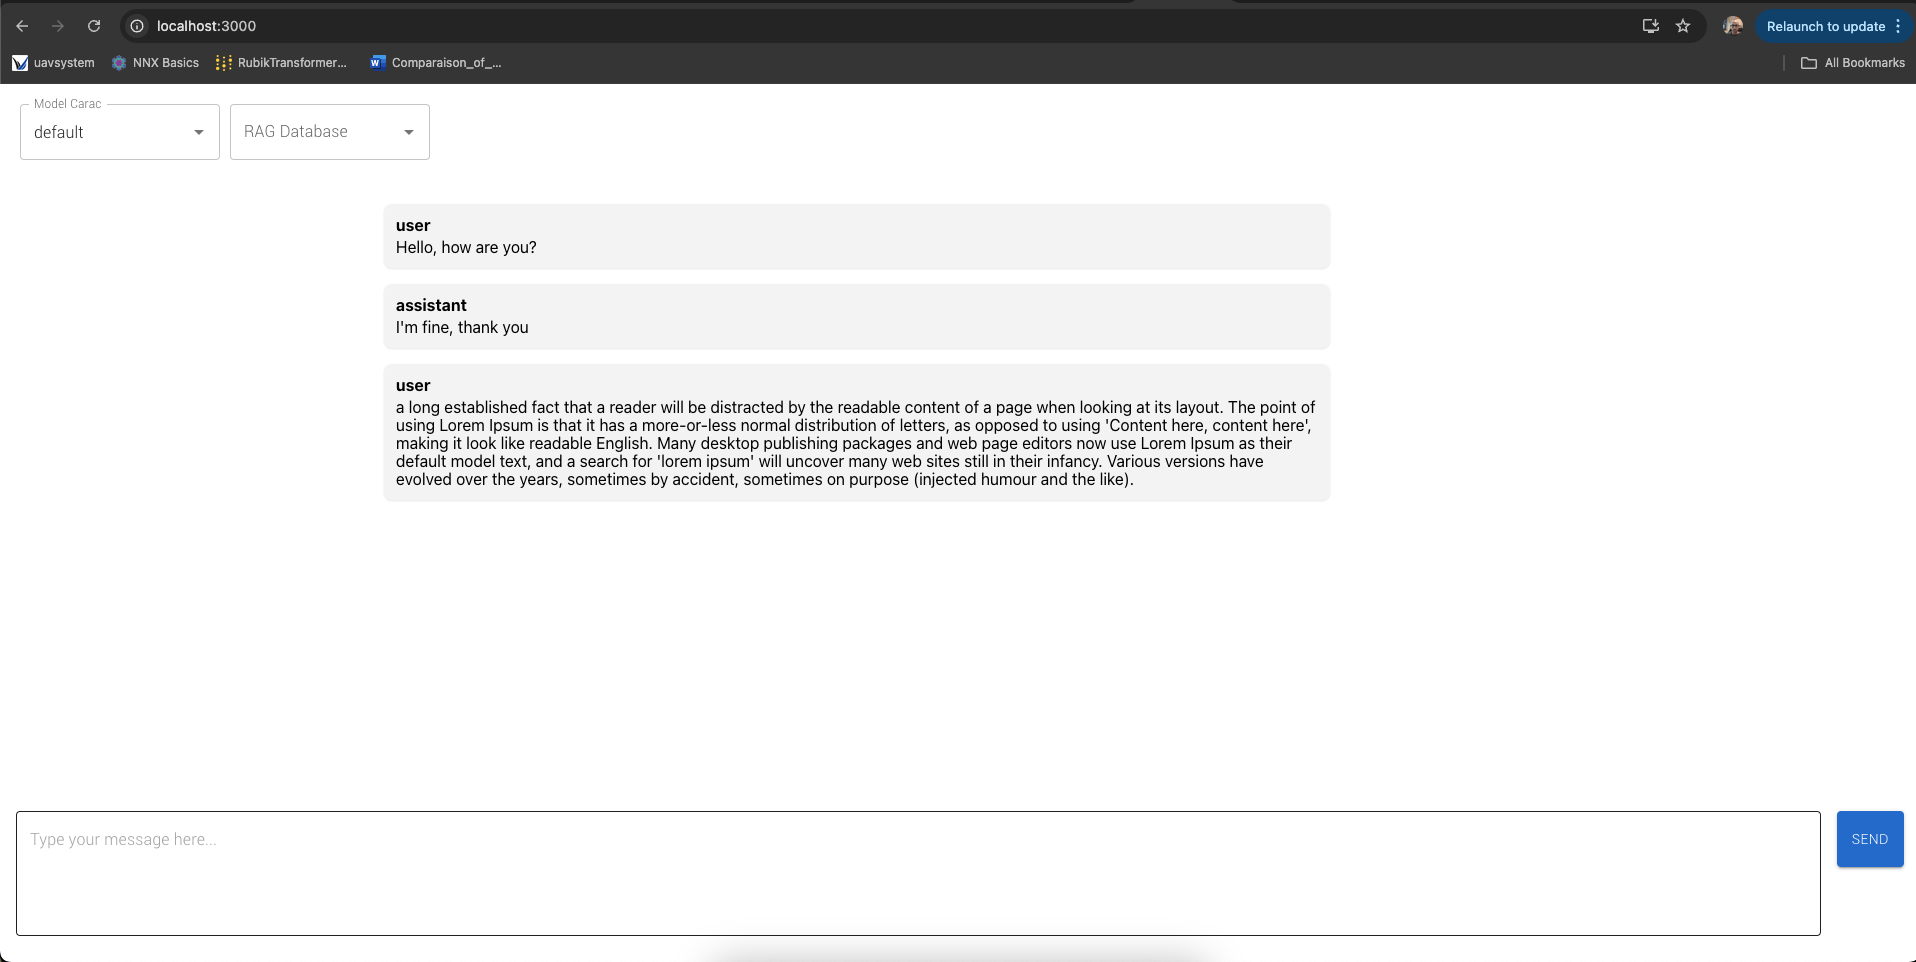 localhost:3000
Relaunch to update
uavsystem
NNX Basics
RubikTransformer...
W
Comparaison_of_...
All Bookmarks
Model Carac
default
RAG Database
user
Hello, how are you?
assistant
I'm fine, thank you
user
a long established fact that a reader will be distracted by the readable content of a page when looking at its layout. The point of
using Lorem Ipsum is that it has a more-or-less normal distribution of letters, as opposed to using 'Content here, content here',
making it look like readable English. Many desktop publishing packages and web page editors now use Lorem Ipsum as their
default model text, and a search for 'lorem ipsum' will uncover many web sites still in their infancy. Various versions have
evolved over the years, sometimes by accident, sometimes on purpose (injected humour and the like).
Type your message here...
SEND